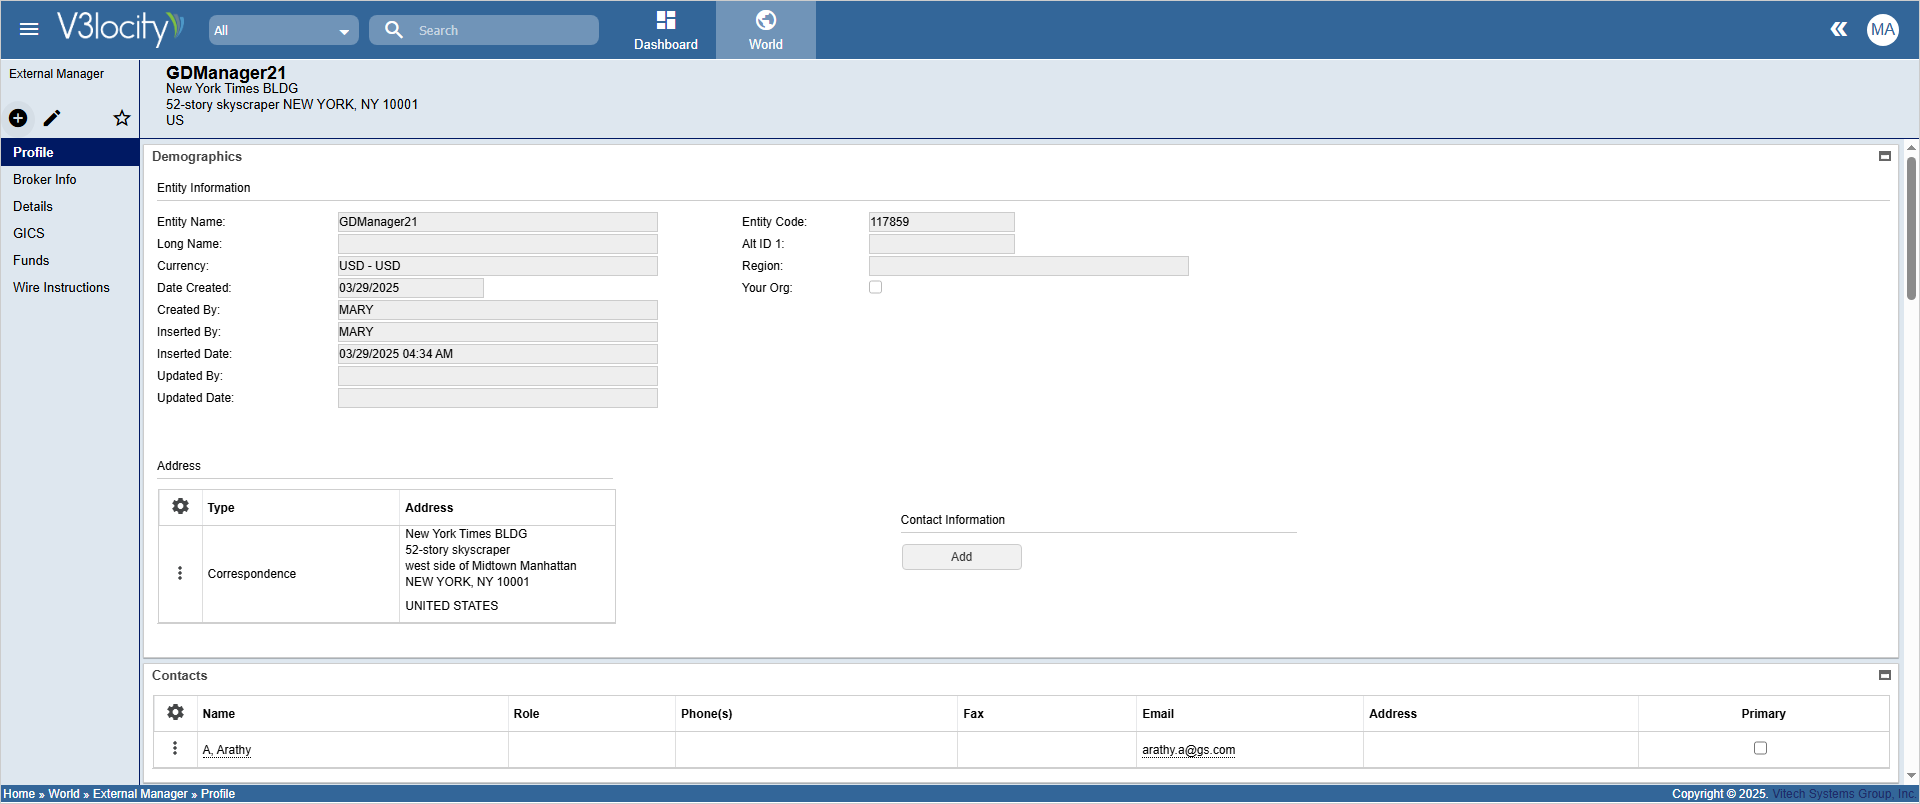 V3locity
All
Search
Dashboard
World
MA
External Manager
GDManager21
New York Times BLDG
52-story skyscraper NEW YORK, NY 10001
US
Profile
Broker Info
Details
GICS
Funds
Wire Instructions
Demographics
Entity Information
Entity Name: GDManager21
Entity Code: 117859
Long Name:
Alt ID 1:
Currency: USD - USD
Region:
Date Created: 03/29/2025
Your Org:
Created By: MARY
Inserted By: MARY
Inserted Date: 03/29/2025 04:34 AM
Updated By:
Updated Date:
Address
Type Address
Correspondence
New York Times BLDG
52-story skyscraper
west side of Midtown Manhattan
NEW YORK, NY 10001
UNITED STATES
Contact Information
Add
Contacts
Name Role Phone(s) Fax Email Address Primary
A, Arathy arathy.a@gs.com
Home » World » External Manager » Profile
Copyright © 2025. Vitech Systems Group, Inc.